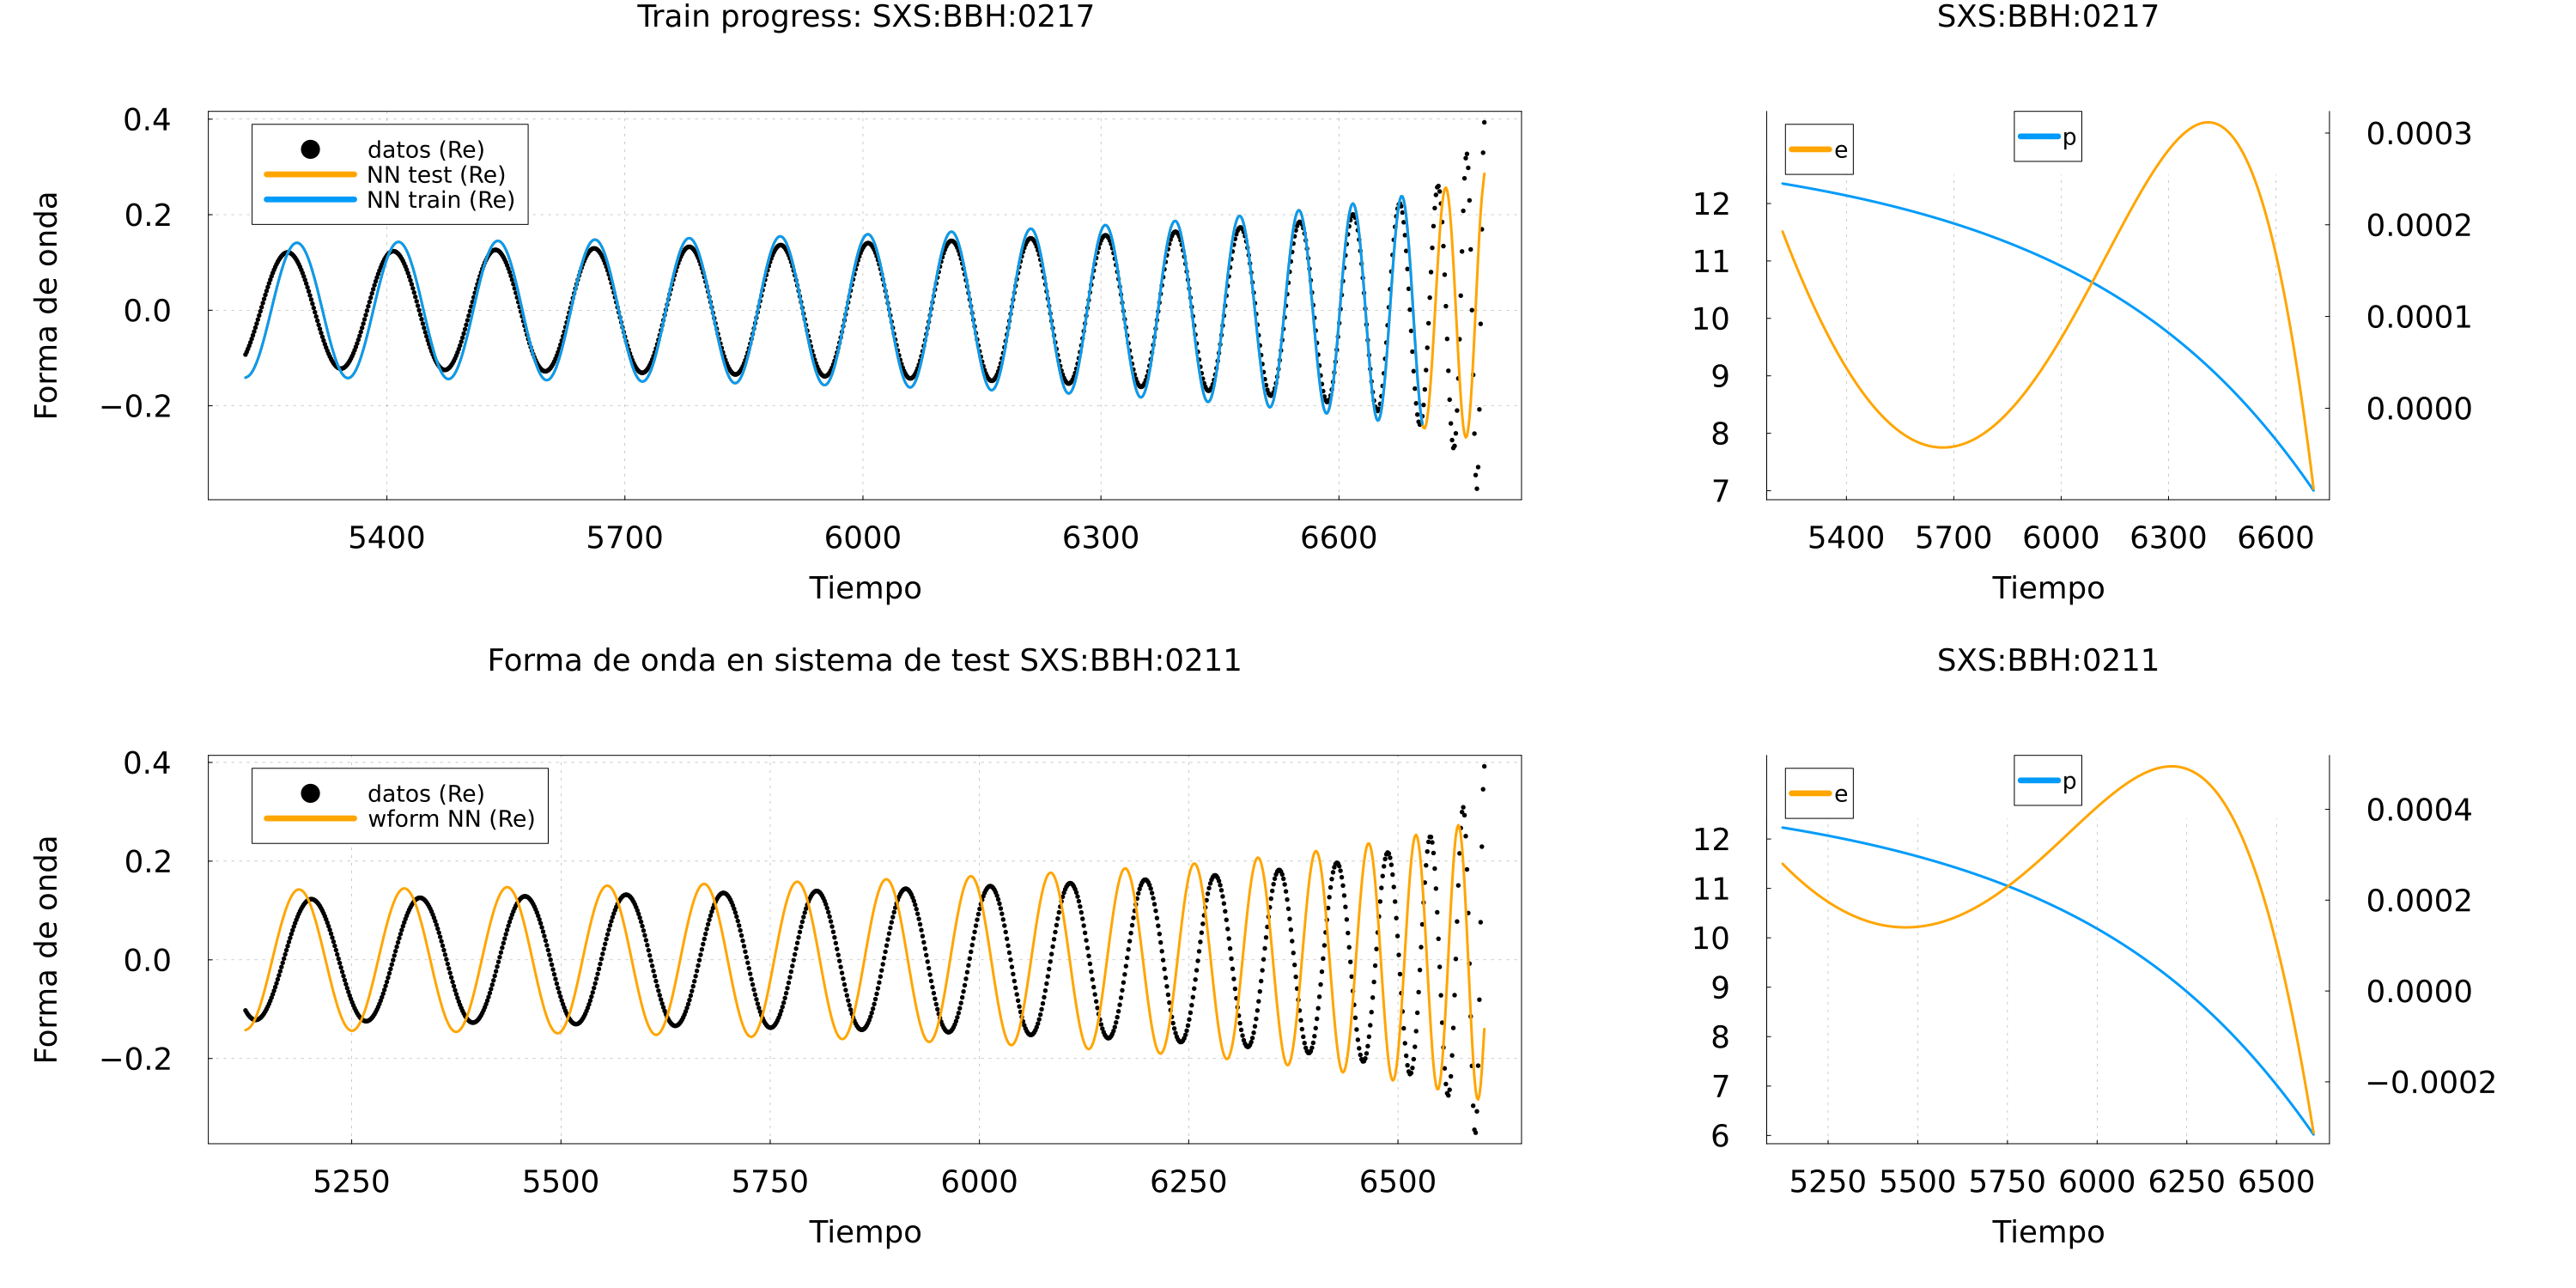 Train progress: SXS:BBH:0217
SXS:BBH:0217
0.4
0.2
0.0
−0.2
Forma de onda
datos (Re)
NN test (Re)
NN train (Re)
5400 5700 6000 6300 6600
Tiempo
e
p
12
11
10
9
8
7
0.0003
0.0002
0.0001
0.0000
5400 5700 6000 6300 6600
Tiempo
Forma de onda en sistema de test SXS:BBH:0211
SXS:BBH:0211
0.4
0.2
0.0
−0.2
Forma de onda
datos (Re)
wform NN (Re)
5250 5500 5750 6000 6250 6500
Tiempo
e
p
12
11
10
9
8
7
6
0.0004
0.0002
0.0000
−0.0002
5250 5500 5750 6000 6250 6500
Tiempo